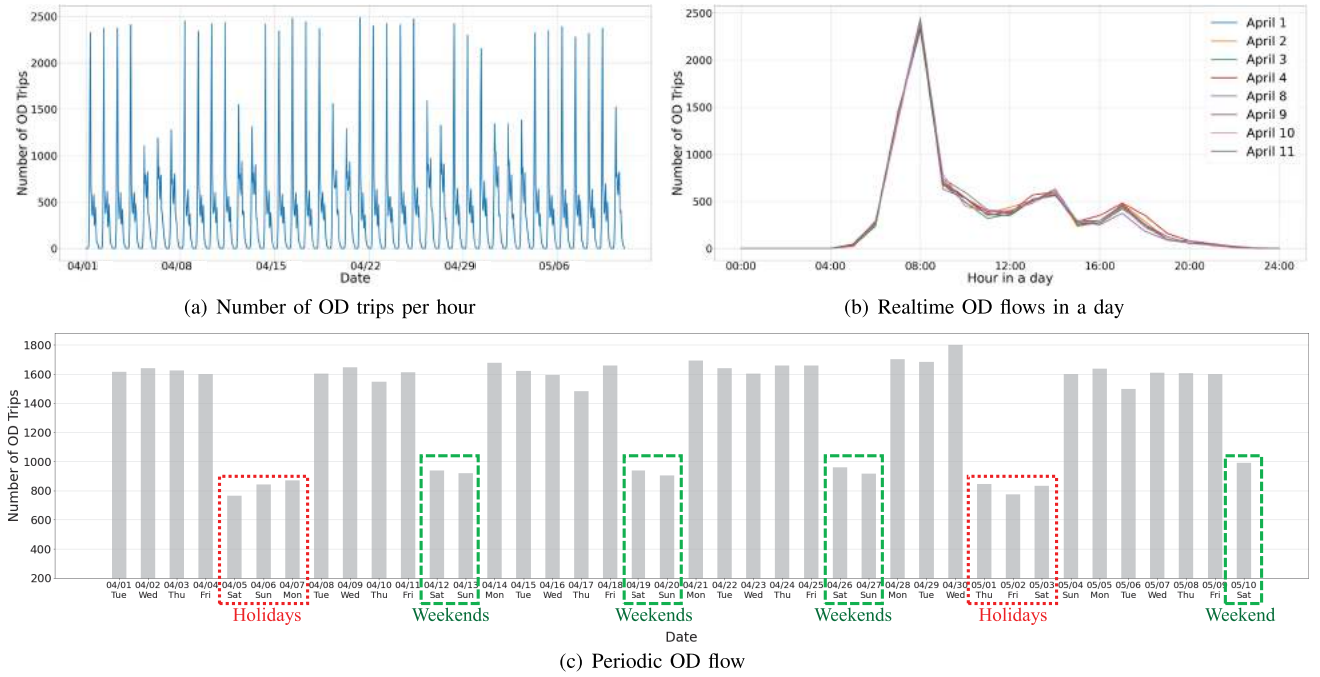 2500
2000
1500
1000
500
0
Number of OD Trips
04/01 04/08 04/15 04/22 04/29 05/06
Date
(a) Number of OD trips per hour
2500
2000
1500
1000
500
0
Number of OD Trips
April 1
April 2
April 3
April 4
April 8
April 9
April 10
April 11
00:00 04:00 08:00 12:00 16:00 20:00 24:00
Hour in a day
(b) Realtime OD flows in a day
1800
1600
1400
1200
1000
800
600
400
200
Number of OD Trips
04/01 04/02 04/03 04/04 04/05 04/06 04/07 04/08 04/09 04/10 04/11 04/12 04/13 04/14 04/15 04/16 04/17 04/18 04/19 04/20 04/21 04/22 04/23 04/24 04/25 04/26 04/27 04/28 04/29 04/30 05/01 05/02 05/03 05/04 05/05 05/06 05/07 05/08 05/09 05/10
Tue Wed Thu Fri Sat Sun Mon Tue Wed Thu Fri Sat Sun Mon Tue Wed Thu Fri Sat Sun Mon Tue Wed Thu Fri Sat Sun Mon Tue Wed Thu Fri Sat Sun Mon Tue Wed Thu Fri Sat
Holidays Weekends Weekends Weekends Holidays Weekend
Date
(c) Periodic OD flow